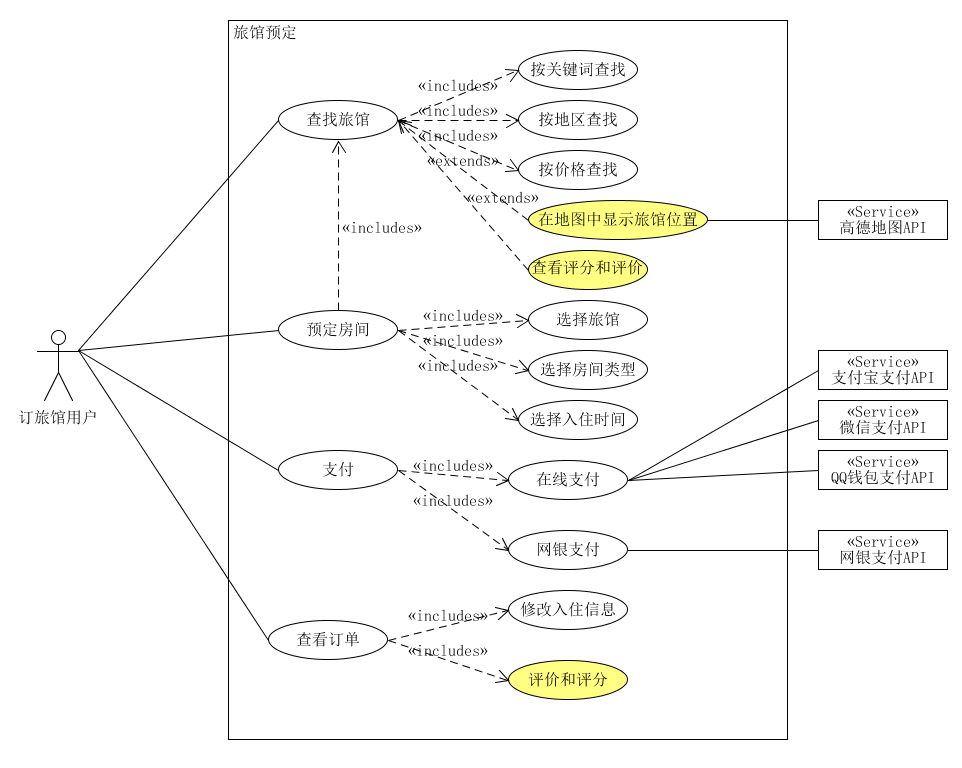 旅馆预定
按关键词查找
«includes»
查找旅馆
«includes»
按地区查找
«includes»
按价格查找
«extends»
«extends»
在地图中显示旅馆位置
«Service»
高德地图API
«includes»
查看评分和评价
预定房间
«includes»
选择旅馆
«includes»
选择房间类型
«includes»
选择入住时间
订旅馆用户
«Service»
支付宝支付API
«Service»
微信支付API
支付
«includes»
在线支付
«Service»
QQ钱包支付API
«includes»
网银支付
«Service»
网银支付API
«includes»
修改入住信息
查看订单
«includes»
评价和评分